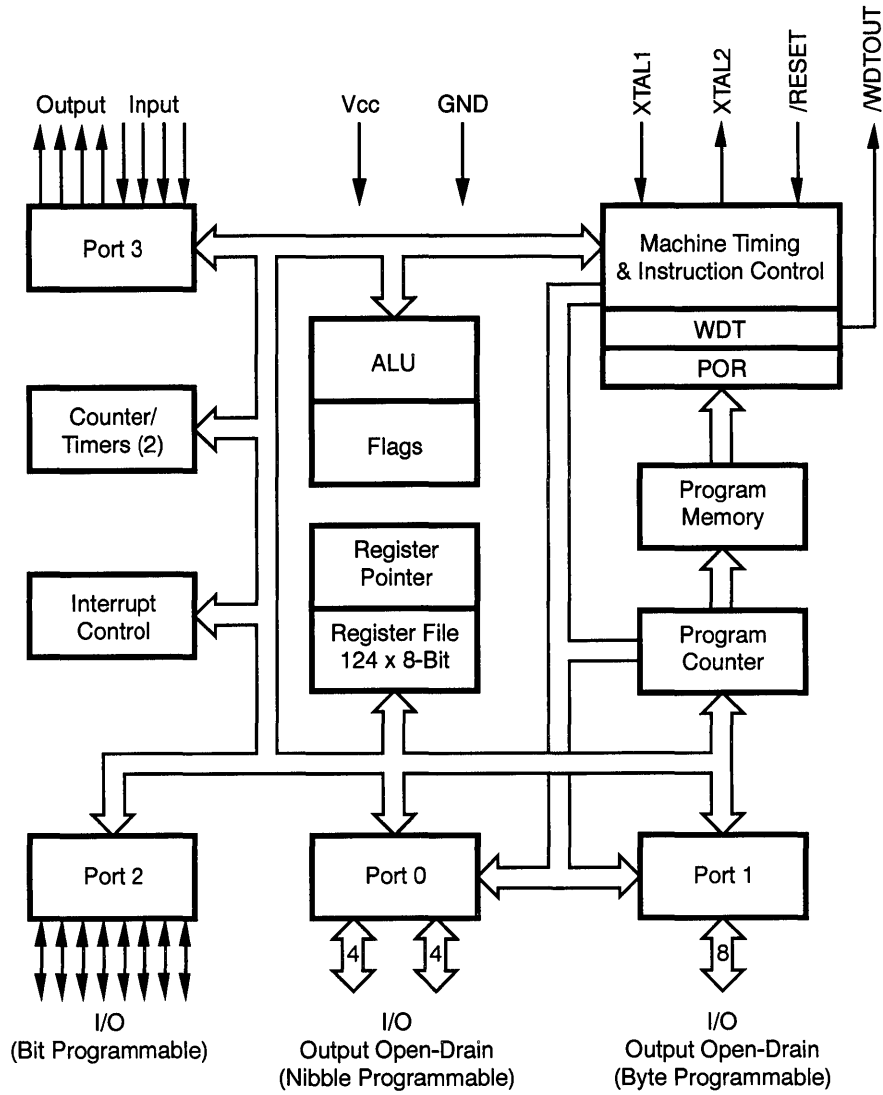 Output Input
Vcc
GND
XTAL1
XTAL2
/RESET
/WDTOUT
Port 3
Machine Timing
& Instruction Control
WDT
POR
ALU
Flags
Counter/
Timers (2)
Program
Memory
Register
Pointer
Register File
124 x 8-Bit
Interrupt
Control
Program
Counter
Port 2
Port 0
Port 1
4
4
8
I/O
(Bit Programmable)
I/O
Output Open-Drain
(Nibble Programmable)
I/O
Output Open-Drain
(Byte Programmable)